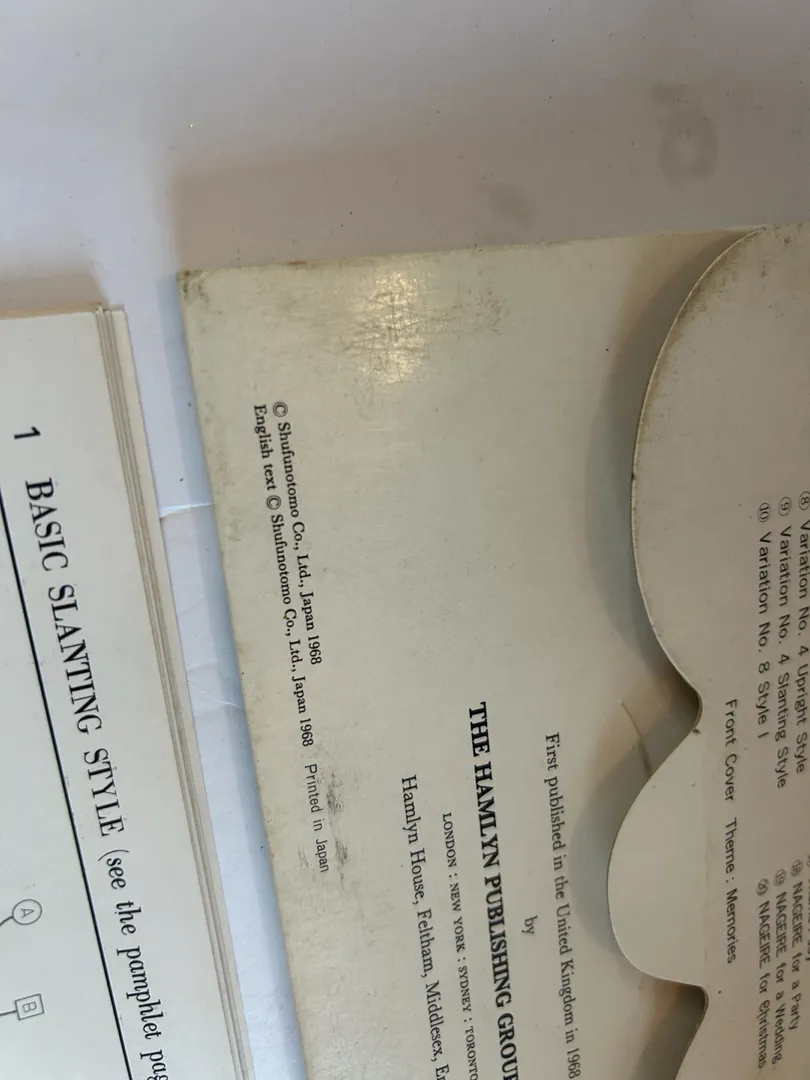 ⑧ Variation No. 4 Upright Style
⑨ Variation No. 4 Slanting Style
⑩ Variation No. 8 Style I
NAGEIRE for a Party
⑲ NAGEIRE for a Wedding
⑳ NAGEIRE for Christmas
Front Cover Theme: Memories
First published in the United Kingdom in 1968
by
THE HAMLYN PUBLISHING GROUP
LONDON : NEW YORK : SYDNEY : TORONTO
Hamlyn House, Feltham, Middlesex,
© Shufunotomo Co., Ltd., Japan 1968
English text © Shufunotomo Co., Ltd., Japan 1968 Printed in Japan
1 BASIC SLANTING STYLE (see the pamphlet
A
B